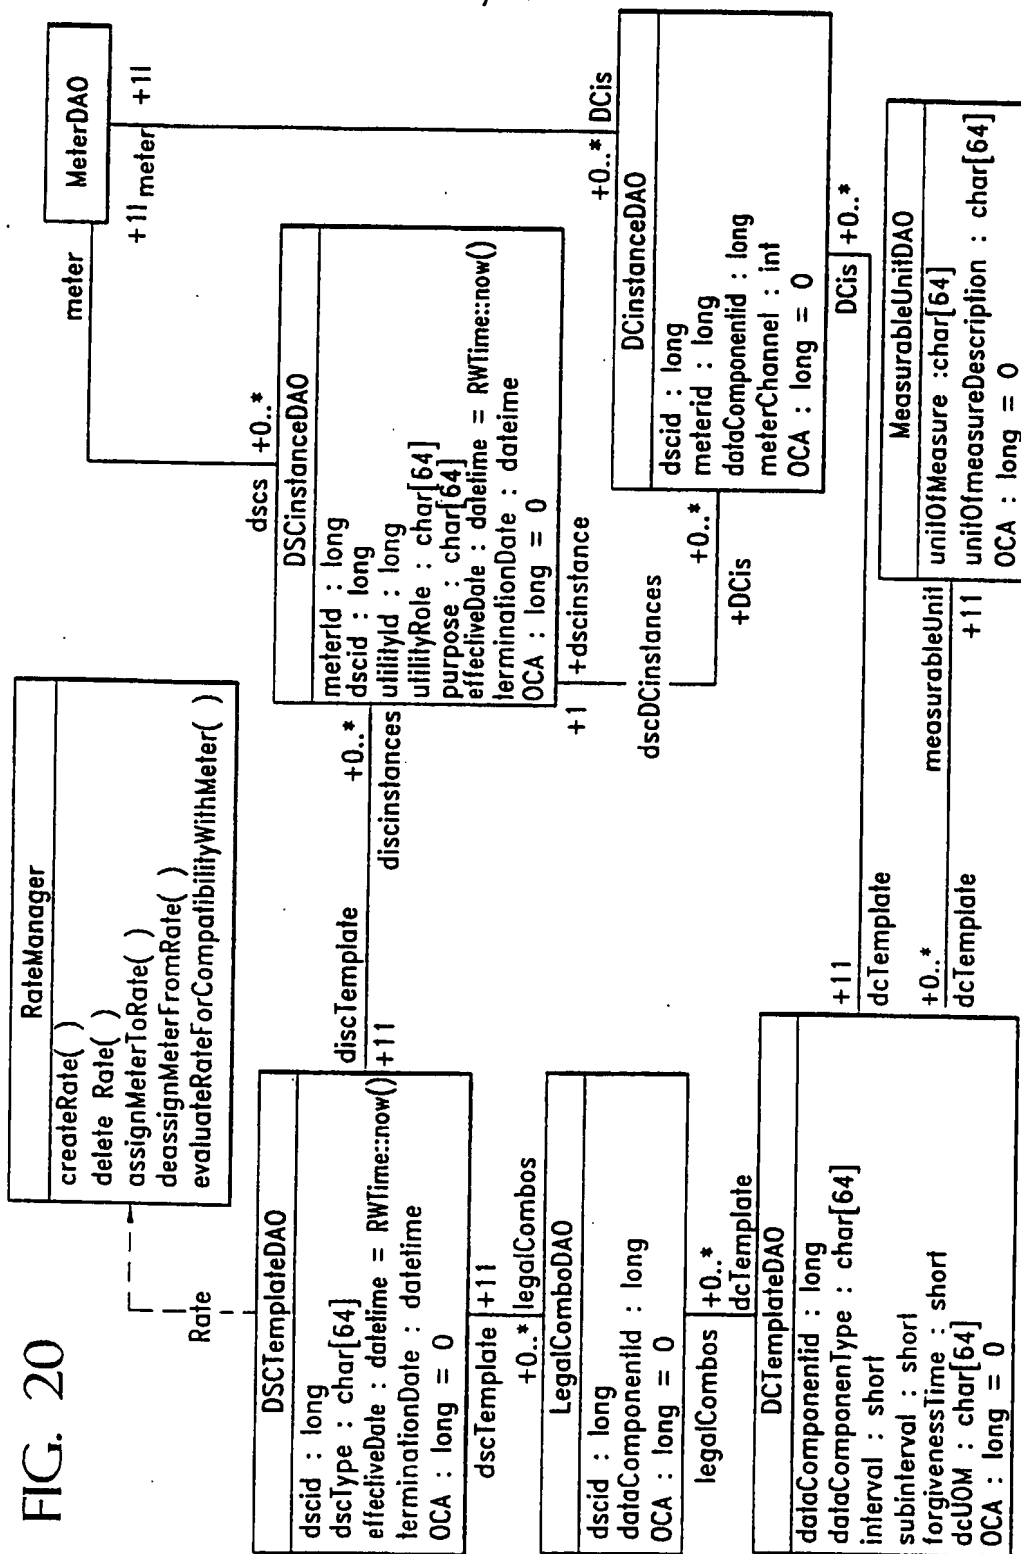 FIG. 20
RateManager
createRate( )
delete Rate( )
assignMeterToRate( )
deassignMeterFromRate( )
evaluateRateForCompatibilityWithMeter( )
MeterDAO
Rate
meter
+11 meter +11
DSCTemplateDAO
dscid : long
dscType : char[64]
effectiveDate : datetime = RWTime::now()
terminationDate : datetime
OCA : long = 0
discTemplate
+11
+0..*
discinstances
DSCinstanceDAO
meterId : long
dscid : long
utilityId : long
utilityRole : char[64]
purpose : char[64]
effectiveDate : datetime = RWTime::now()
terminationDate : dateime
OCA : long = 0
dscs
+0..*
+0..*
DCis
dscTemplate
+11
+0..*
legalCombos
+1
+dscinstance
dscDCinstances
+0..*
+DCis
LegalComboDAO
dscid : long
dataComponentid : long
OCA : long = 0
DCinstanceDAO
dscid : long
meterid : long
dataComponentid : long
meterChannel : int
OCA : long = 0
legalCombos
+0..*
dcTemplate
DCis
+0..*
DCTemplateDAO
dataComponentid : long
dataComponenType : char[64]
interval : short
subinterval : short
forgivenessTime : short
dcUOM : char[64]
OCA : long = 0
+11
dcTemplate
+0..*
dcTemplate
measurableUnit
+11
MeasurableUnitDAO
unitOfMeasure :char[64]
unitOfmeasureDescription : char[64]
OCA : long = 0